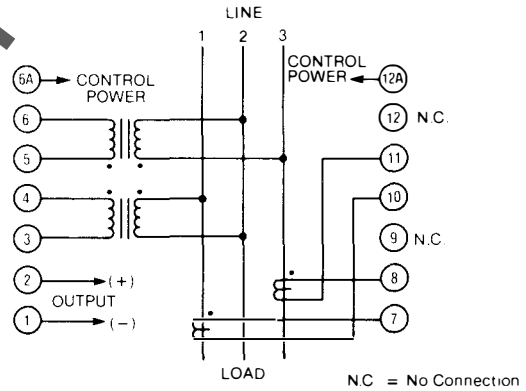 LINE
1 2 3
6A CONTROL POWER
CONTROL POWER 12A
6
12 N.C.
5
11
4
10
3
9 N.C.
2 (+)
8
OUTPUT
1 (-)
7
LOAD
N.C = No Connection